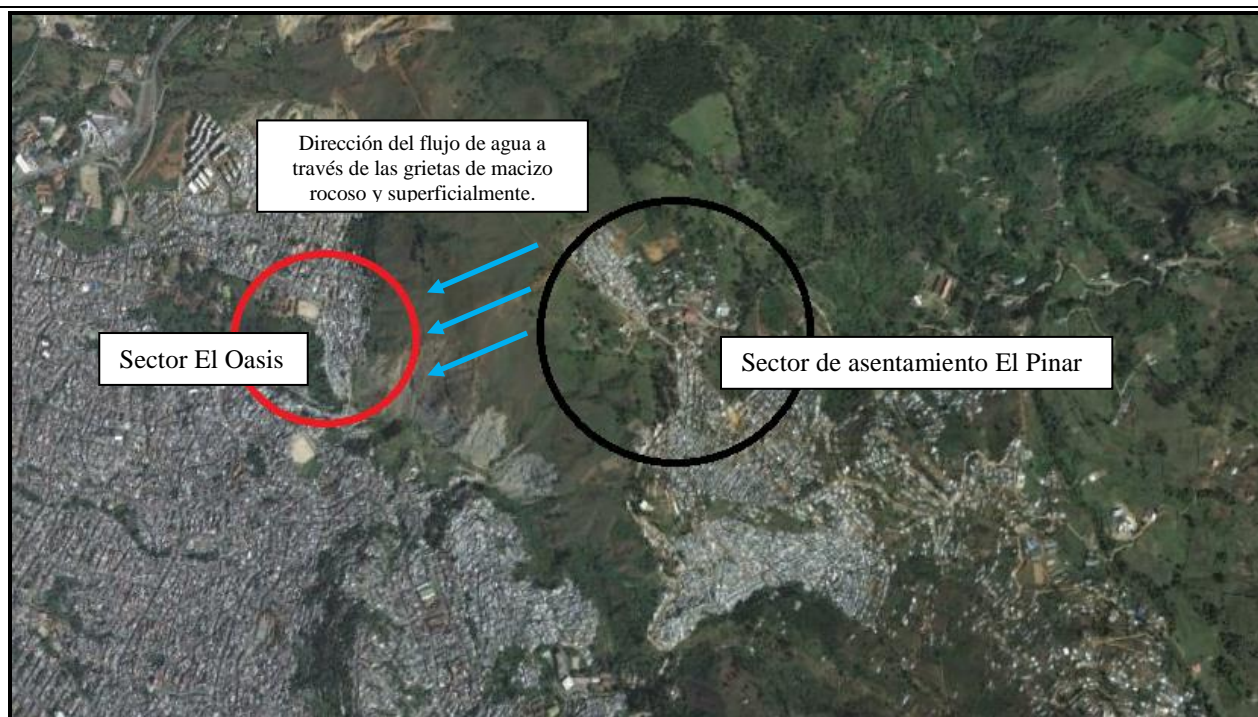 Dirección del flujo de agua a
través de las grietas de macizo
rocoso y superficialmente.
Sector El Oasis
Sector de asentamiento El Pinar